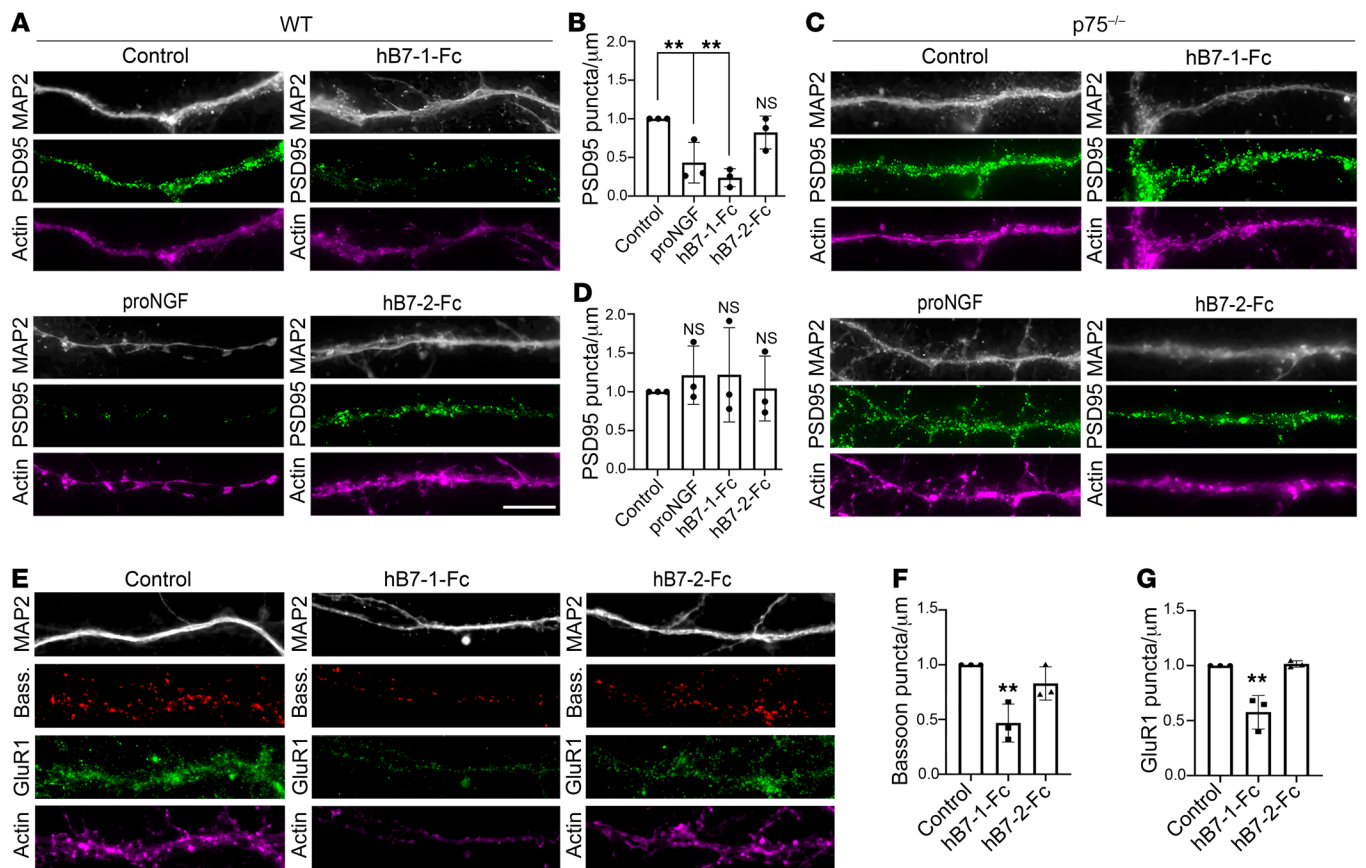 A
WT
Control
hB7-1-Fc
MAP2
MAP2
PSD95
PSD95
Actin
Actin
proNGF
hB7-2-Fc
MAP2
MAP2
PSD95
PSD95
Actin
Actin
B
PSD95 puncta/μm
2.0
1.5
1.0
0.5
0.0
** **
NS
Control
proNGF
hB7-1-Fc
hB7-2-Fc
C
p75–/–
Control
hB7-1-Fc
MAP2
MAP2
PSD95
PSD95
Actin
Actin
proNGF
hB7-2-Fc
MAP2
MAP2
PSD95
PSD95
Actin
Actin
D
PSD95 puncta/μm
2.0
1.5
1.0
0.5
0.0
NS
NS
NS
Control
proNGF
hB7-1-Fc
hB7-2-Fc
E
Control
hB7-1-Fc
hB7-2-Fc
MAP2
MAP2
MAP2
Bass.
Bass.
Bass.
GluR1
GluR1
GluR1
Actin
Actin
Actin
F
Bassoon puncta/μm
1.5
1.0
0.5
0.0
**
Control
hB7-1-Fc
hB7-2-Fc
G
GluR1 puncta/μm
1.5
1.0
0.5
0.0
**
Control
hB7-1-Fc
hB7-2-Fc